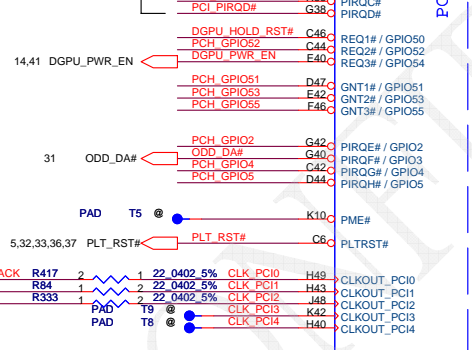 PIRQC#
PCI_PIRQD# G38 PIRQD#
DGPU_HOLD_RST# C46 REQ1# / GPIO50
PCH_GPIO52 C44 REQ2# / GPIO52
14,41 DGPU_PWR_EN DGPU_PWR_EN E40 REQ3# / GPIO54
PCH_GPIO51 D47 GNT1# / GPIO51
PCH_GPIO53 E42 GNT2# / GPIO53
PCH_GPIO55 F46 GNT3# / GPIO55
PCH_GPIO2 G42 PIRQE# / GPIO2
31 ODD_DA# ODD_DA# G40 PIRQF# / GPIO3
PCH_GPIO4 C42 PIRQG# / GPIO4
PCH_GPIO5 D44 PIRQH# / GPIO5
PAD T5 @ K10 PME#
5,32,33,36,37 PLT_RST# PLT_RST# C6 PLTRST#
ACK R417 2 1 22_0402_5% CLK_PCI0 H49 CLKOUT_PCI0
R84 2 1 22_0402_5% CLK_PCI1 H43 CLKOUT_PCI1
R333 2 1 22_0402_5% CLK_PCI2 J48 CLKOUT_PCI2
PAD T9 @ CLK_PCI3 K42 CLKOUT_PCI3
PAD T8 @ CLK_PCI4 H40 CLKOUT_PCI4